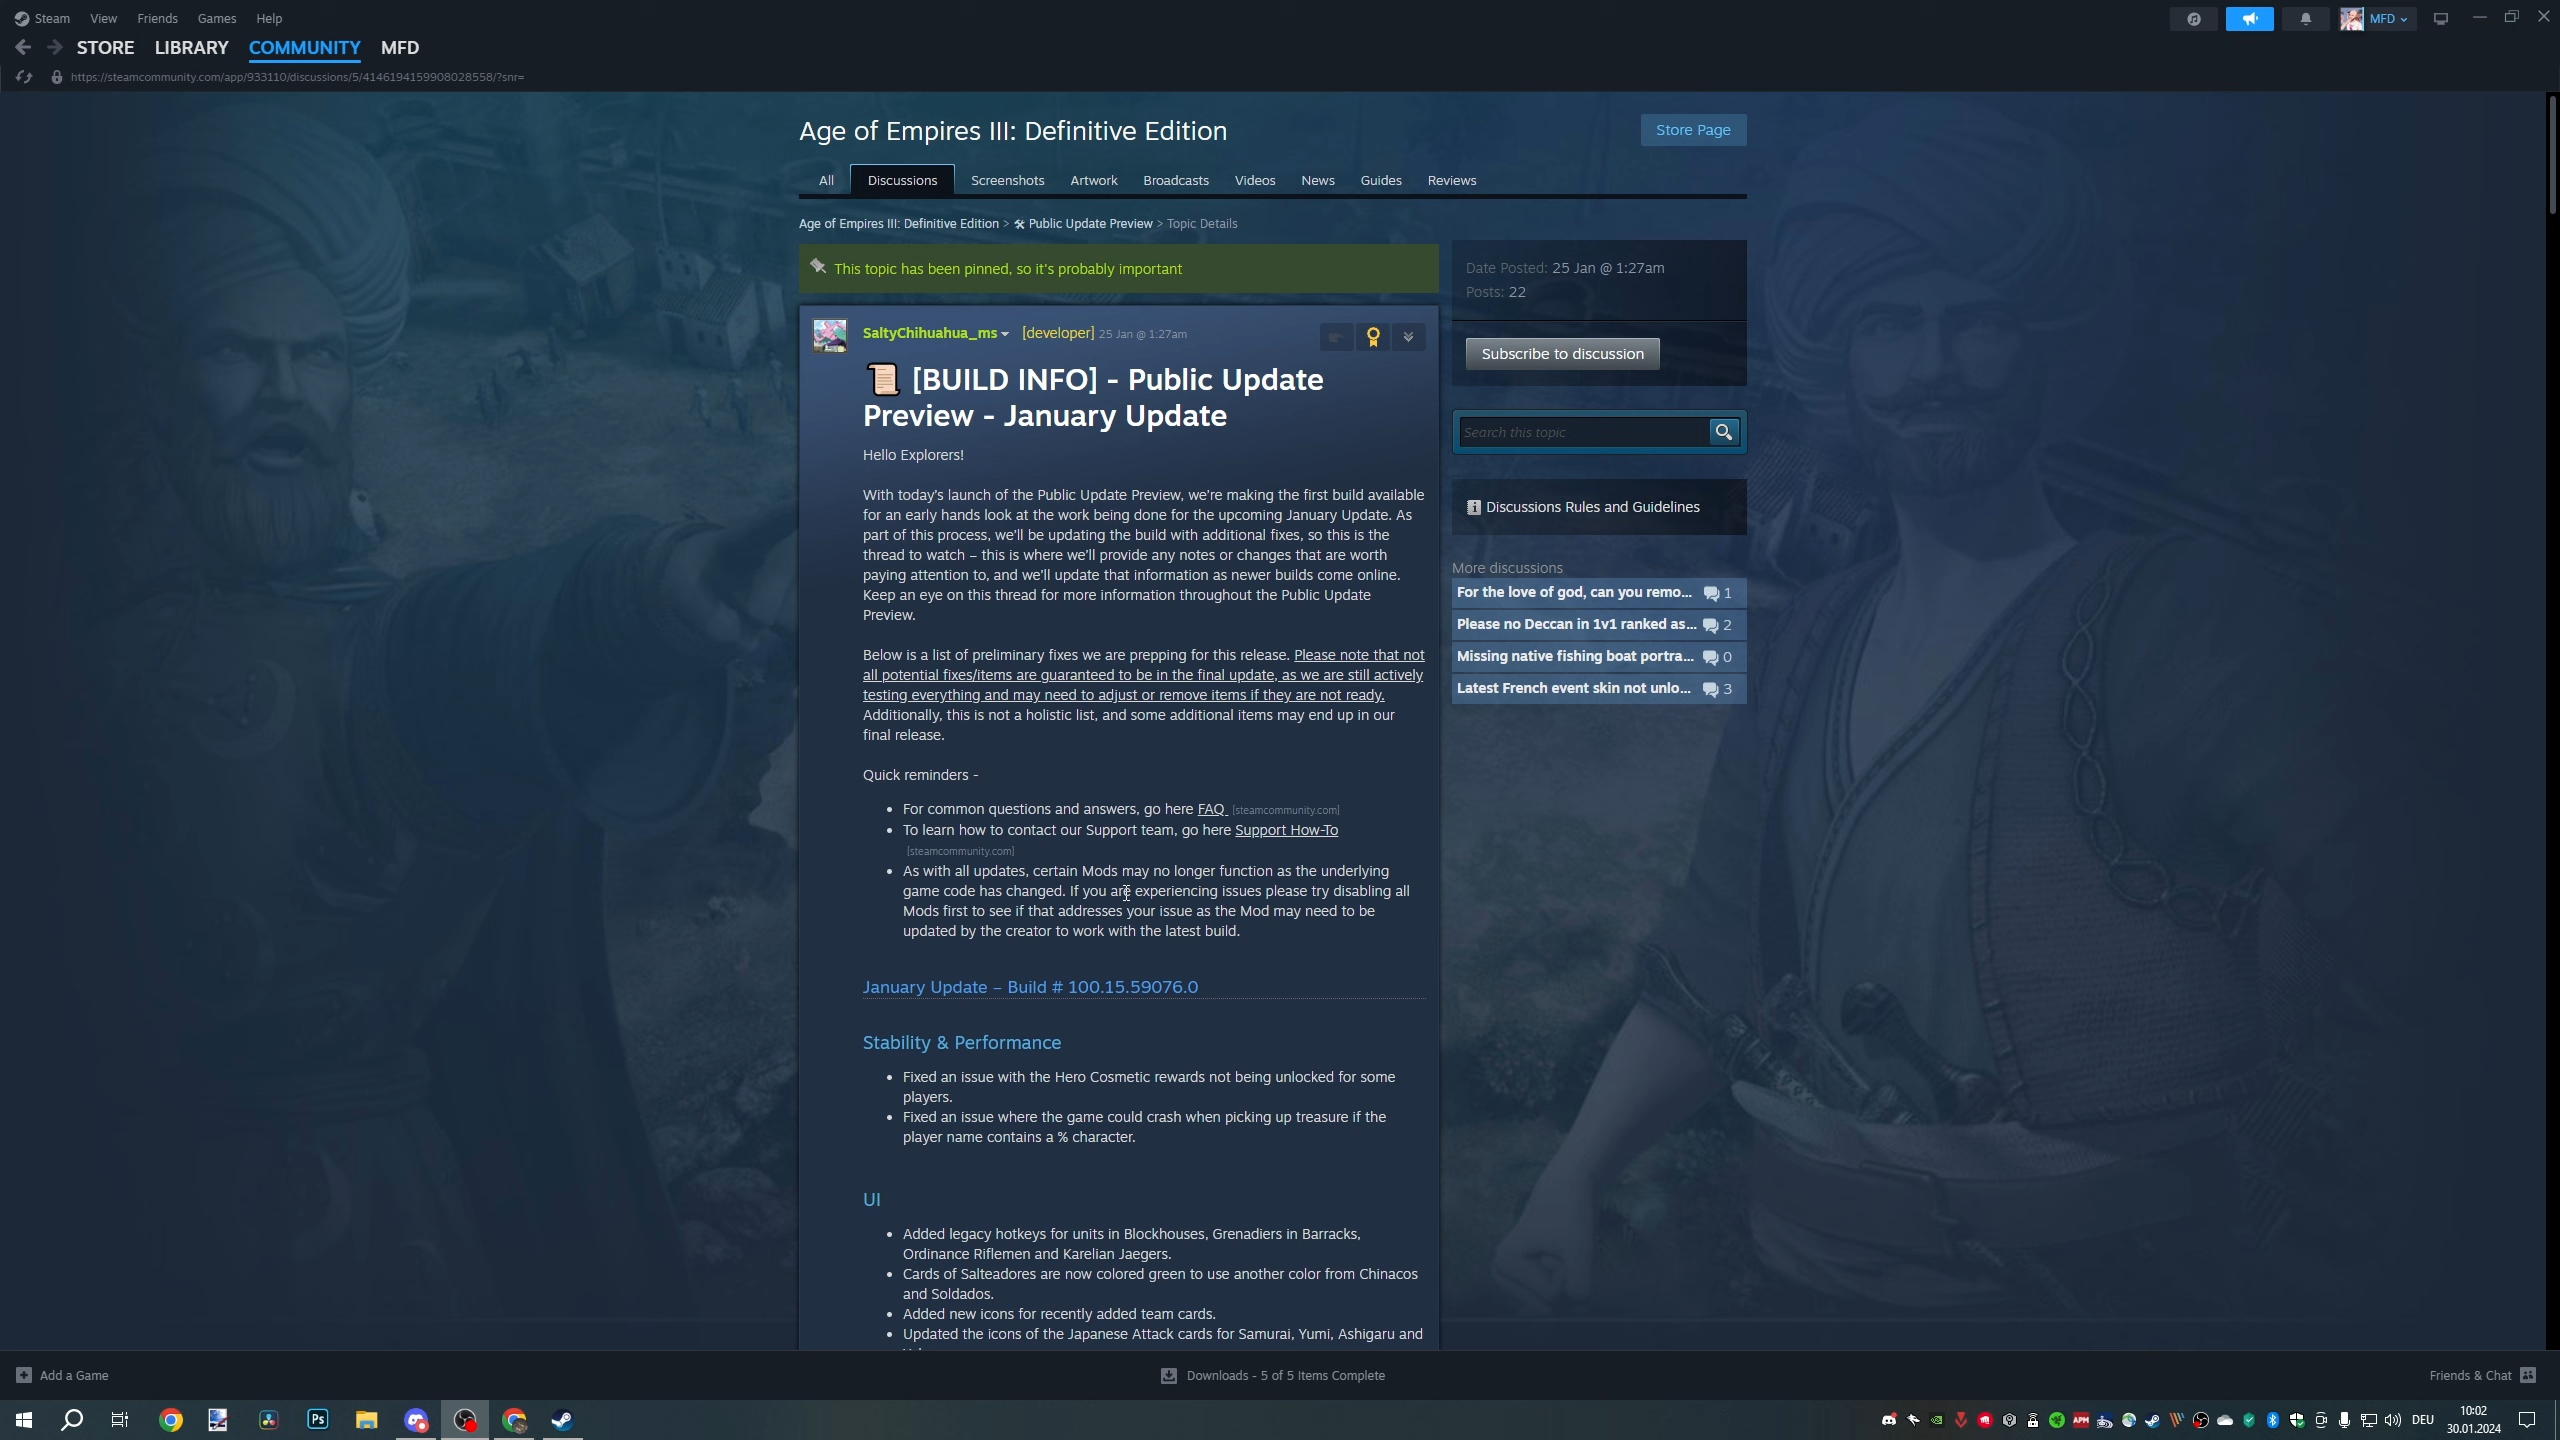 Steam View Friends Games Help
MFD
STORE LIBRARY COMMUNITY MFD
https://steamcommunity.com/app/933110/discussions/5/4146194159908028558/?snr=
Age of Empires III: Definitive Edition
Store Page
All Discussions Screenshots Artwork Broadcasts Videos News Guides Reviews
Age of Empires III: Definitive Edition > 🛠 Public Update Preview > Topic Details
This topic has been pinned, so it's probably important
SaltyChihuahua_ms [developer] 25 Jan @ 1:27am
📜 [BUILD INFO] - Public Update
Preview - January Update
Hello Explorers!
With today's launch of the Public Update Preview, we're making the first build available
for an early hands look at the work being done for the upcoming January Update. As
part of this process, we'll be updating the build with additional fixes, so this is the
thread to watch – this is where we'll provide any notes or changes that are worth
paying attention to, and we'll update that information as newer builds come online.
Keep an eye on this thread for more information throughout the Public Update
Preview.
Below is a list of preliminary fixes we are prepping for this release. Please note that not
all potential fixes/items are guaranteed to be in the final update, as we are still actively
testing everything and may need to adjust or remove items if they are not ready.
Additionally, this is not a holistic list, and some additional items may end up in our
final release.
Quick reminders -
• For common questions and answers, go here FAQ [steamcommunity.com]
• To learn how to contact our Support team, go here Support How-To
[steamcommunity.com]
• As with all updates, certain Mods may no longer function as the underlying
game code has changed. If you are experiencing issues please try disabling all
Mods first to see if that addresses your issue as the Mod may need to be
updated by the creator to work with the latest build.
January Update – Build # 100.15.59076.0
Stability & Performance
• Fixed an issue with the Hero Cosmetic rewards not being unlocked for some
players.
• Fixed an issue where the game could crash when picking up treasure if the
player name contains a % character.
UI
• Added legacy hotkeys for units in Blockhouses, Grenadiers in Barracks,
Ordinance Riflemen and Karelian Jaegers.
• Cards of Salteadores are now colored green to use another color from Chinacos
and Soldados.
• Added new icons for recently added team cards.
• Updated the icons of the Japanese Attack cards for Samurai, Yumi, Ashigaru and
Date Posted: 25 Jan @ 1:27am
Posts: 22
Subscribe to discussion
Search this topic
Discussions Rules and Guidelines
More discussions
For the love of god, can you remo... 1
Please no Deccan in 1v1 ranked as... 2
Missing native fishing boat portra... 0
Latest French event skin not unlo... 3
Add a Game
Downloads - 5 of 5 Items Complete
Friends & Chat
Ps
APM
DEU
10:02
30.01.2024